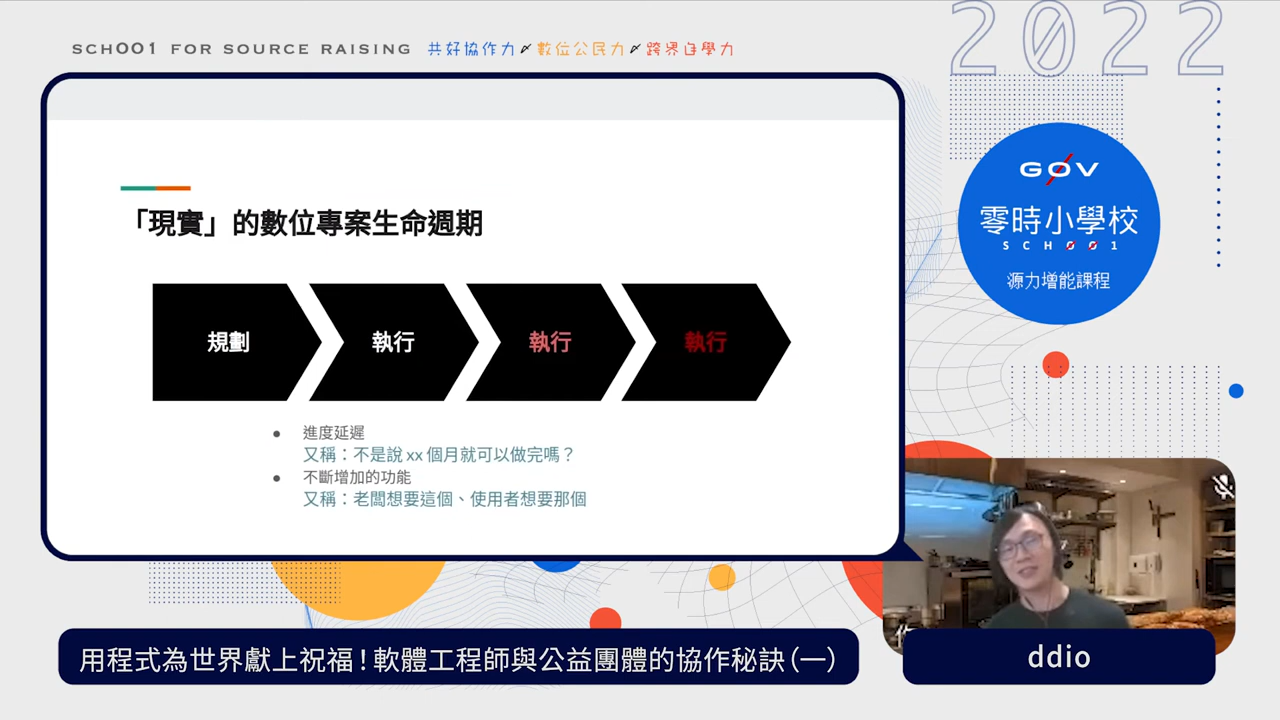 2022
SCHOO1 FOR SOURCE RAISING 共好協作力 數位公民力 跨界自學力
GØV
零時小學校
SCHØØ1
源力增能課程
「現實」的數位專案生命週期
規劃 執行 執行 執行
進度延遲
又稱：不是說 xx 個月就可以做完嗎？
不斷增加的功能
又稱：老闆想要這個、使用者想要那個
用程式為世界獻上祝福！軟體工程師與公益團體的協作秘訣（一）
ddio